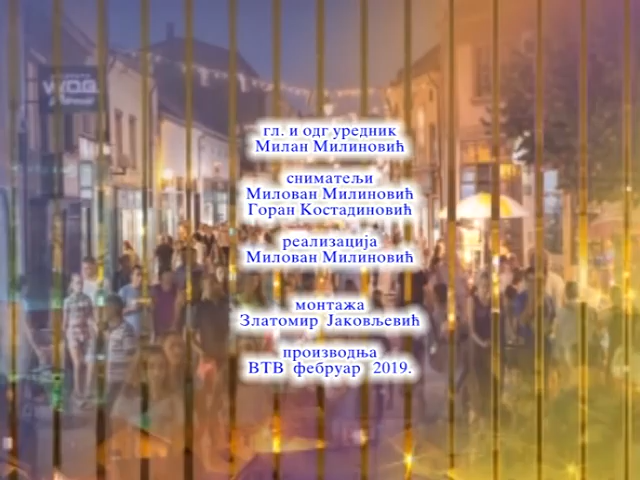 гл. и одг уредник
Милан Милиновић
сниматељи
Милован Милиновић
Горан Костадиновић
реализација
Милован Милиновић
монтажа
Златомир Јаковљевић
производња
ВТВ фебруар 2019.